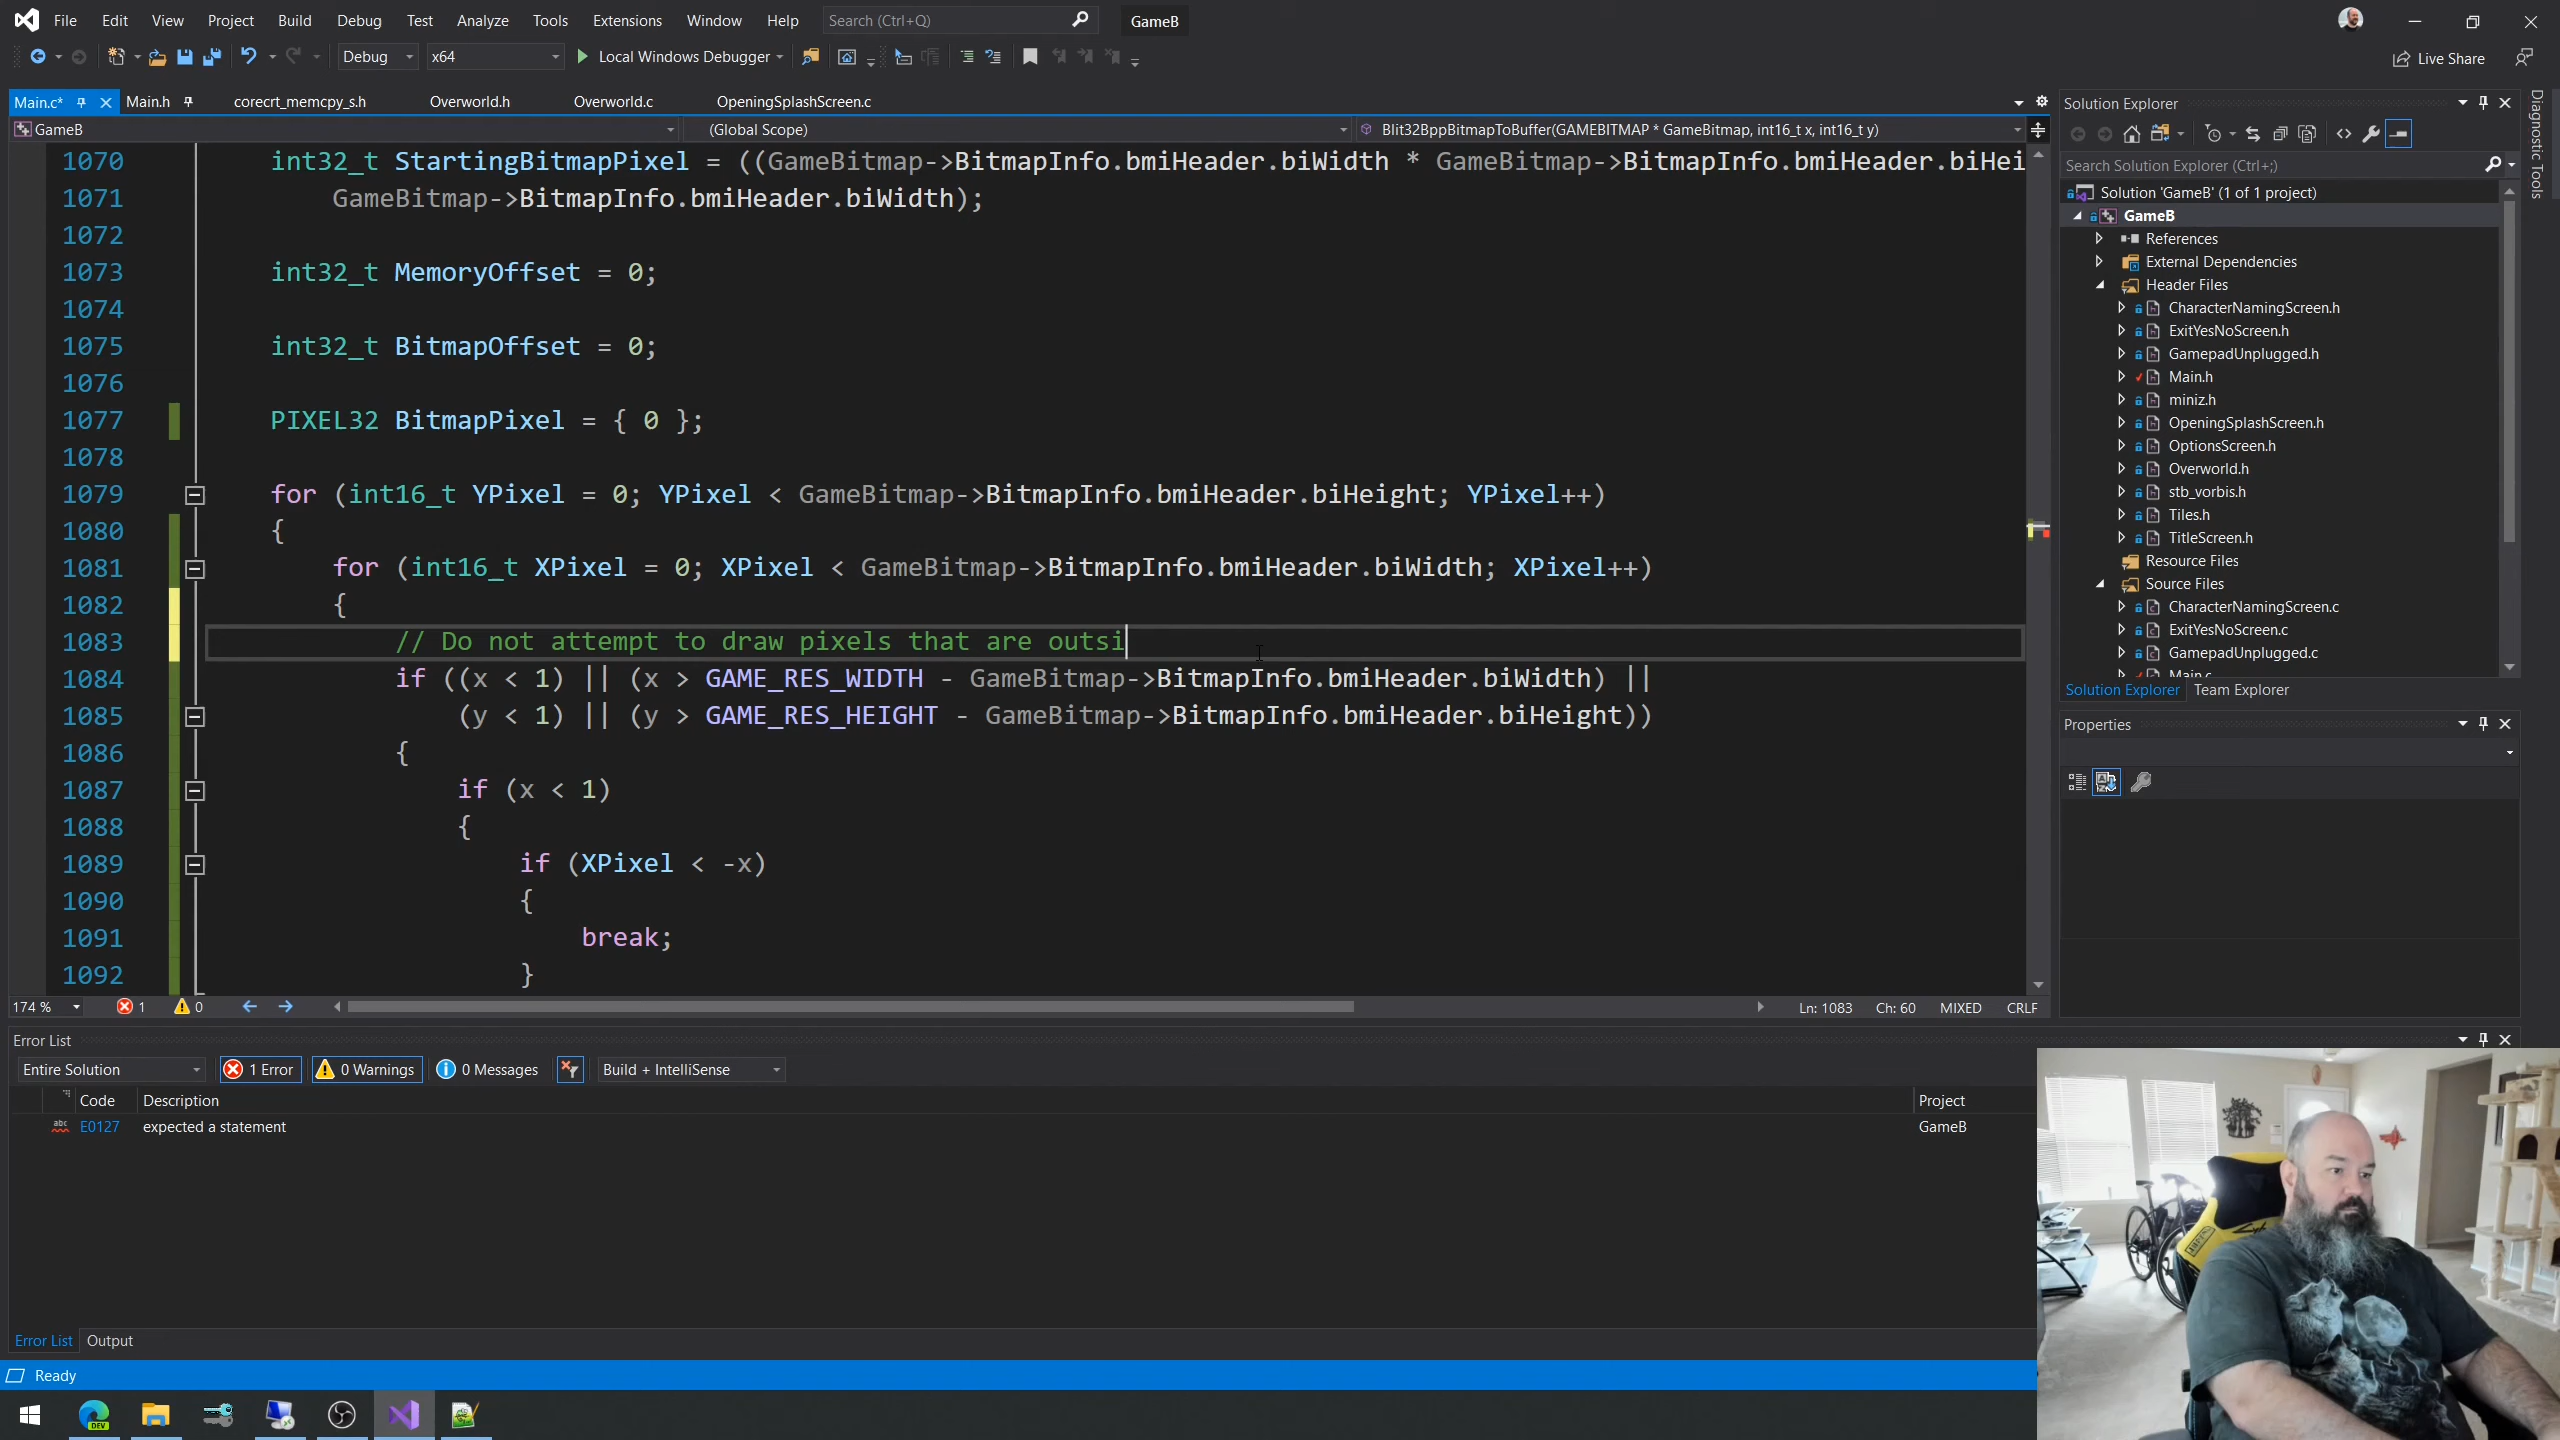 File Edit View Project Build Debug Test Analyze Tools Extensions Window Help Search (Ctrl+Q) GameB
Debug x64 Local Windows Debugger Live Share
Main.c* Main.h corecrt_memcpy_s.h Overworld.h Overworld.c OpeningSplashScreen.c
GameB (Global Scope) Blit32BppBitmapToBuffer(GAMEBITMAP * GameBitmap, int16_t x, int16_t y)
1070 int32_t StartingBitmapPixel = ((GameBitmap->BitmapInfo.bmiHeader.biWidth * GameBitmap->BitmapInfo.bmiHeader.biHei
1071 GameBitmap->BitmapInfo.bmiHeader.biWidth);
1072
1073 int32_t MemoryOffset = 0;
1074
1075 int32_t BitmapOffset = 0;
1076
1077 PIXEL32 BitmapPixel = { 0 };
1078
1079 for (int16_t YPixel = 0; YPixel < GameBitmap->BitmapInfo.bmiHeader.biHeight; YPixel++)
1080 {
1081 for (int16_t XPixel = 0; XPixel < GameBitmap->BitmapInfo.bmiHeader.biWidth; XPixel++)
1082 {
1083 // Do not attempt to draw pixels that are outsi
1084 if ((x < 1) || (x > GAME_RES_WIDTH - GameBitmap->BitmapInfo.bmiHeader.biWidth) ||
1085 (y < 1) || (y > GAME_RES_HEIGHT - GameBitmap->BitmapInfo.bmiHeader.biHeight))
1086 {
1087 if (x < 1)
1088 {
1089 if (XPixel < -x)
1090 {
1091 break;
1092 }
174 % 1 0 Ln: 1083 Ch: 60 MIXED CRLF
Error List
Entire Solution 1 Error 0 Warnings 0 Messages Build + IntelliSense
Code Description Project
abc E0127 expected a statement GameB
Error List Output
Ready
DEV
Solution Explorer
Search Solution Explorer (Ctrl+;)
Solution 'GameB' (1 of 1 project)
GameB
References
External Dependencies
Header Files
CharacterNamingScreen.h
ExitYesNoScreen.h
GamepadUnplugged.h
Main.h
miniz.h
OpeningSplashScreen.h
OptionsScreen.h
Overworld.h
stb_vorbis.h
Tiles.h
TitleScreen.h
Resource Files
Source Files
CharacterNamingScreen.c
ExitYesNoScreen.c
GamepadUnplugged.c
Main.c
Solution Explorer Team Explorer
Properties
Diagnostic Tools